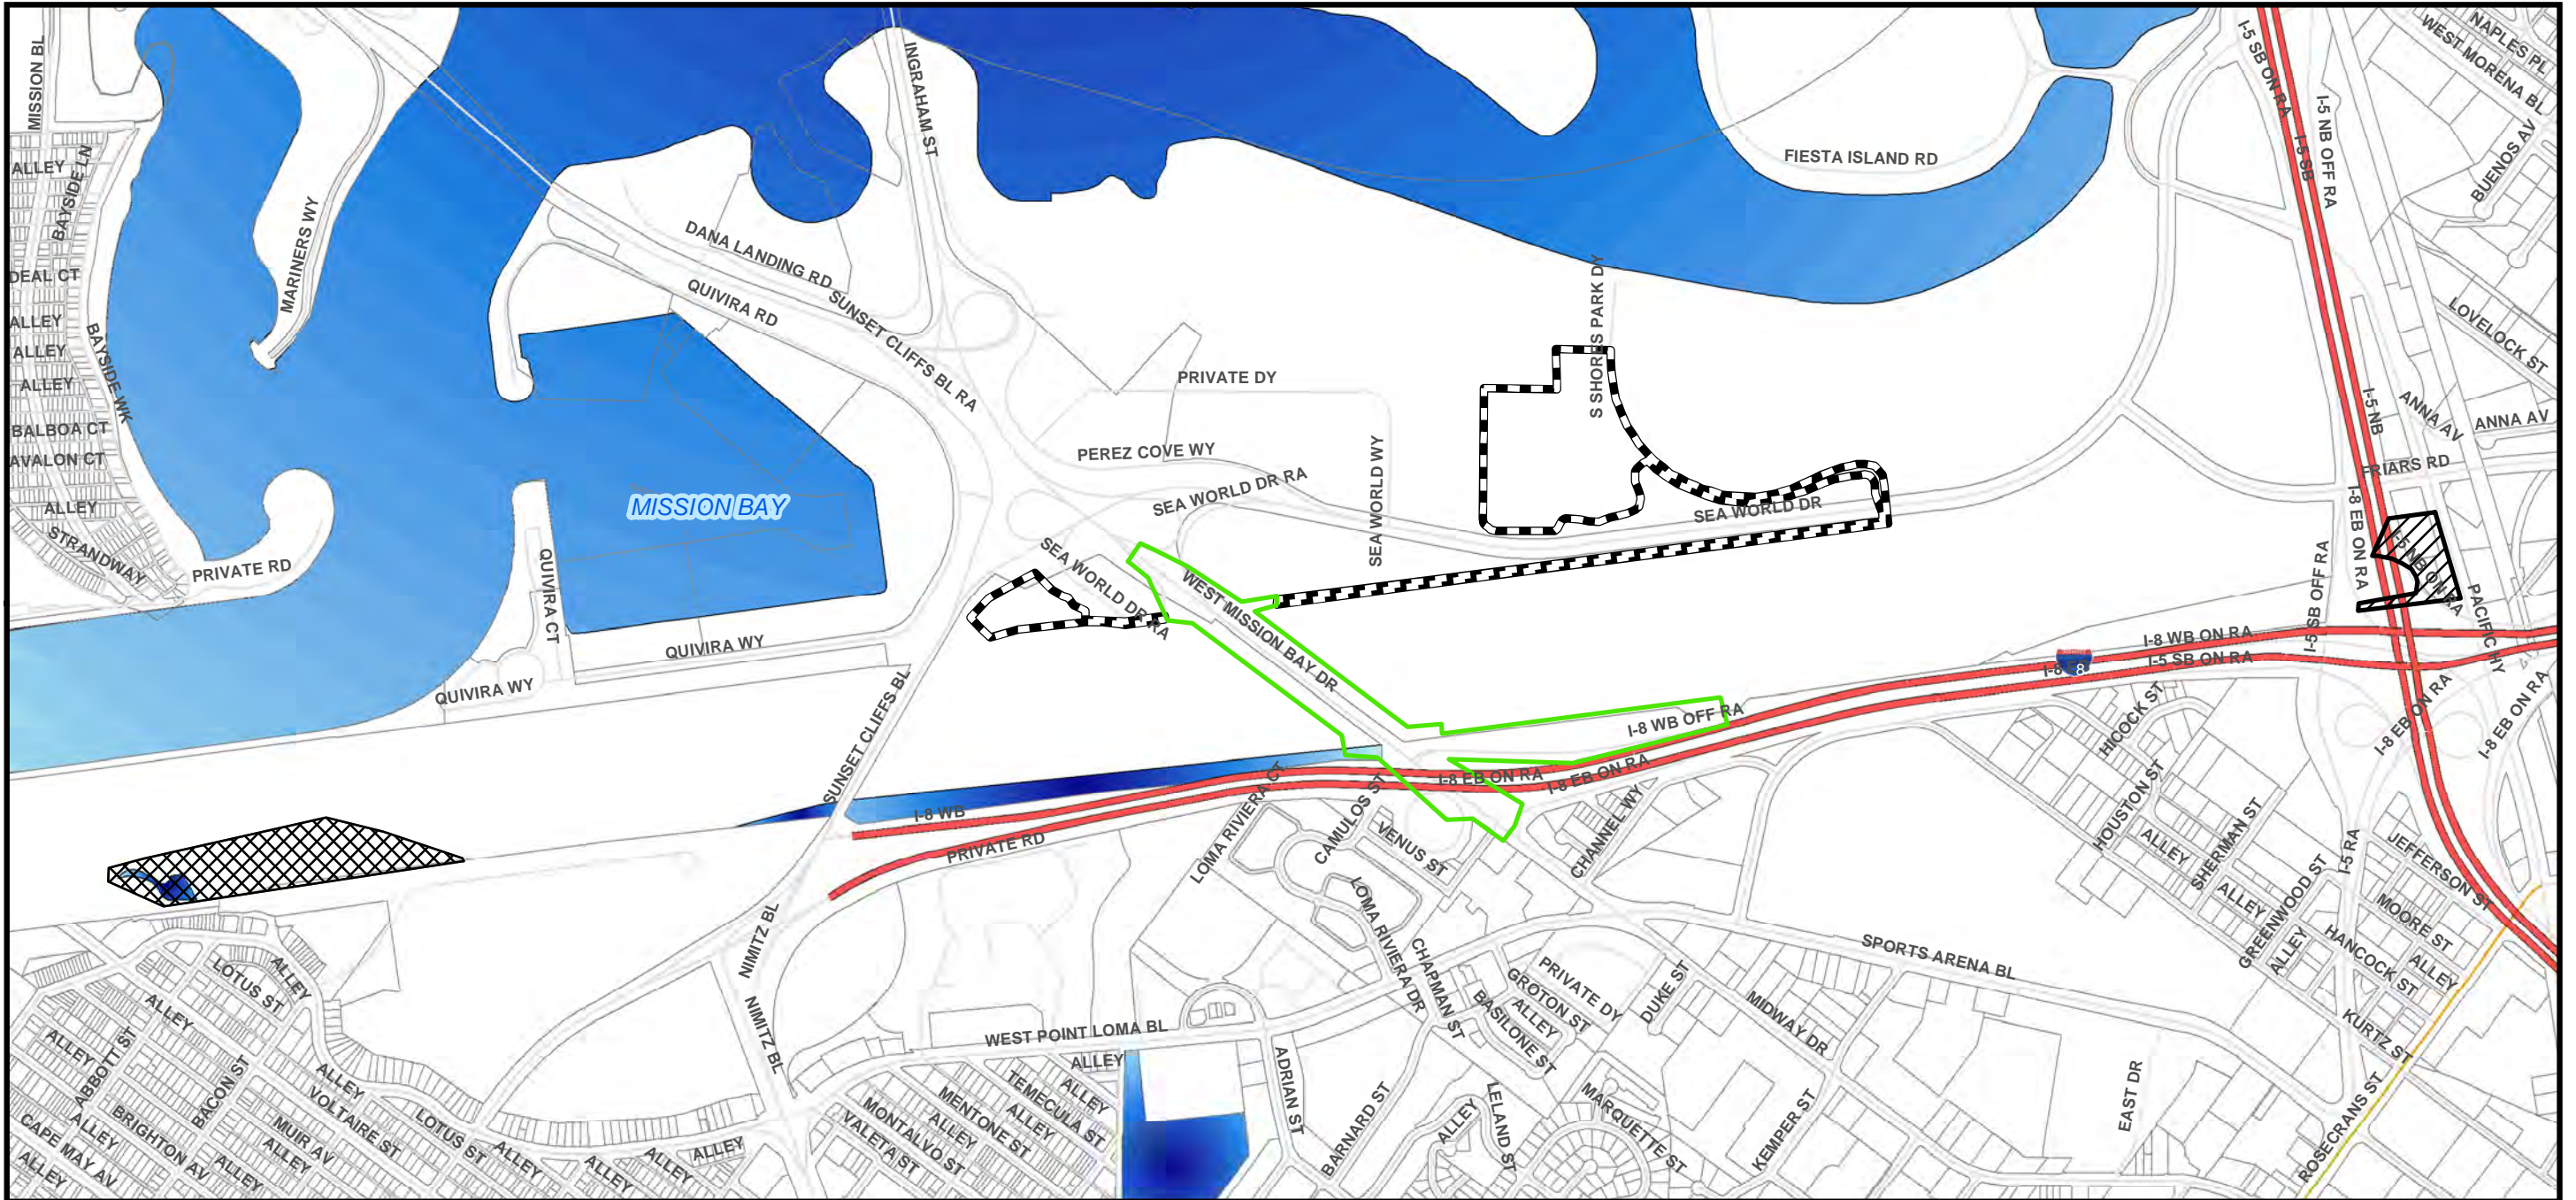 MISSION BL
INGRAHAM ST
NAPLES PL
WEST MORENA BL
I-5 SB ON RA
I-5 SB
I-5 NB OFF RA
BUENOS AV
FIESTA ISLAND RD
ALLEY
BAYSIDE LN
MARINERS WY
DANA LANDING RD
QUIVIRA RD
SUNSET CLIFFS BL RA
DEAL CT
ALLEY
ALLEY
BAYSIDE WK
ALLEY
S SHORES PARK DY
LOVELOCK ST
PRIVATE DY
I-5 NB
ANNA AV
ANNA AV
BALBOA CT
AVALON CT
PEREZ COVE WY
SEA WORLD DR RA
SEA WORLD WY
FRIARS RD
ALLEY
STRANDWAY
MISSION BAY
SEA WORLD DR
I-8 EB ON RA
PRIVATE RD
QUIVIRA CT
SEA WORLD DR RA
WEST MISSION BAY DR
I-5 SB OFF RA
I-5 NB ON RA
PACIFIC HY
QUIVIRA WY
QUIVIRA WY
I-8 WB ON RA
I-5 SB ON RA
8
SUNSET CLIFFS BL
I-8 WB OFF RA
HICOCK ST
I-8 EB ON RA
I-8 EB ON RA
I-8 EB ON RA
I-8 EB ON RA
I-8 WB
PRIVATE RD
LOMA RIVIERA CT
CAMULOS ST
VENUS ST
CHANNEL WY
HOUSTON ST
ALLEY
SHERMAN ST
ALLEY
I-5 RA
JEFFERSON ST
GREENWOOD ST
MOORE ST
ALLEY
HANCOCK ST
ALLEY
NIMITZ BL
NIMITZ BL
LOMA RIVIERA DR
CHAPMAN ST
SPORTS ARENA BL
LOTUS ST
ALLEY
ALLEY
PRIVATE DY
GROTON ST
ALLEY
BASILONE ST
DUKE ST
MIDWAY DR
KURTZ ST
WEST POINT LOMA BL
ALLEY
ALLEY
ABBOTT ST
BACON ST
ALLEY
VOLTAIRE ST
LOTUS ST
TEMECULA ST
ALLEY
ALLEY
MENTONE ST
ALLEY
MONTALVO ST
VALETA ST
ADRIAN ST
BARNARD ST
LELAND ST
ALLEY
MARQUETTE ST
KEMPER ST
EAST DR
ROSECRANS ST
CAPE MAY AV
ALLEY
BRIGHTON AV
MUIR AV
ALLEY
ALLEY
ALLEY
ALLEY
ALLEY
ALLEY
ALLEY